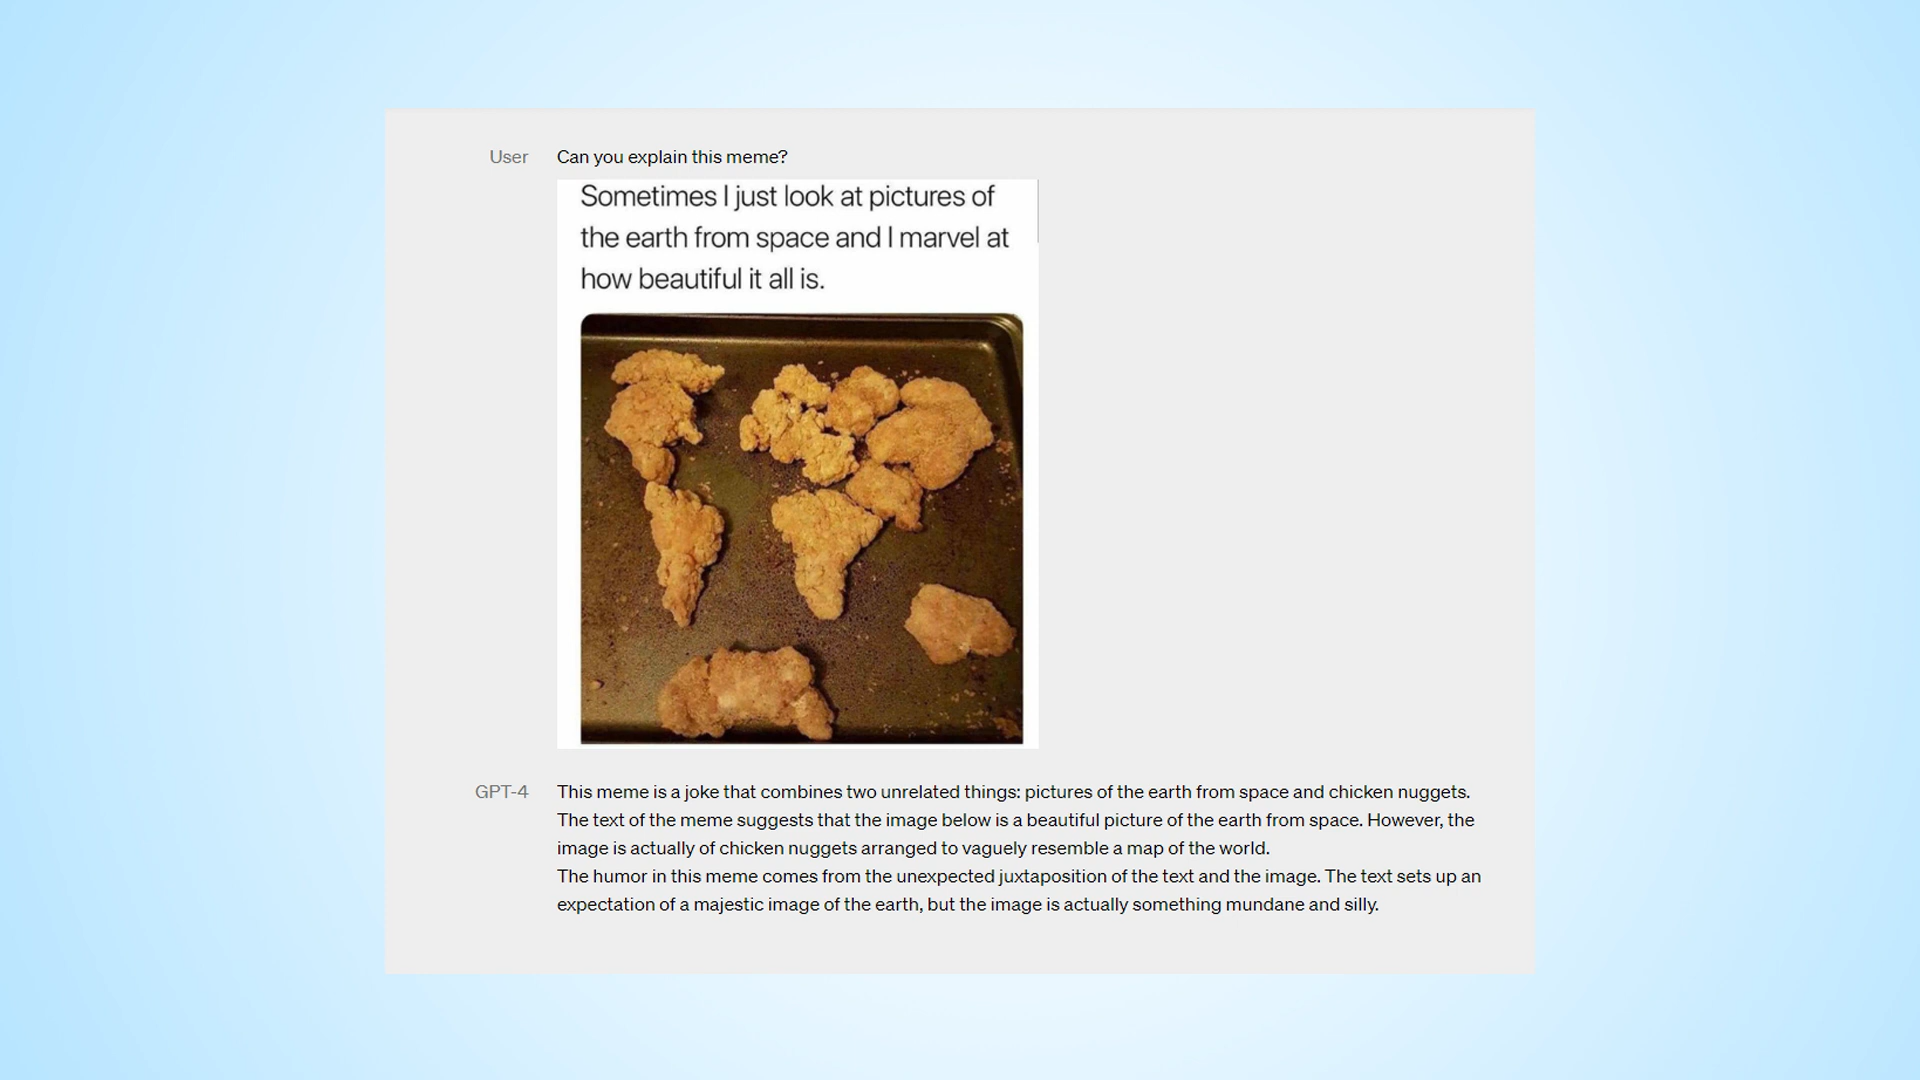 User Can you explain this meme?
Sometimes I just look at pictures of
the earth from space and I marvel at
how beautiful it all is.
GPT-4 This meme is a joke that combines two unrelated things: pictures of the earth from space and chicken nuggets.
The text of the meme suggests that the image below is a beautiful picture of the earth from space. However, the
image is actually of chicken nuggets arranged to vaguely resemble a map of the world.
The humor in this meme comes from the unexpected juxtaposition of the text and the image. The text sets up an
expectation of a majestic image of the earth, but the image is actually something mundane and silly.